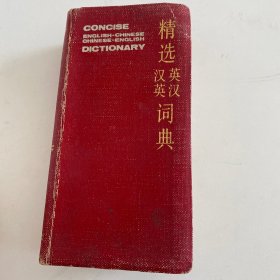 CONCISE
ENGLISH-CHINESE
CHINESE-ENGLISH
DICTIONARY
精选
英汉
汉英
词典